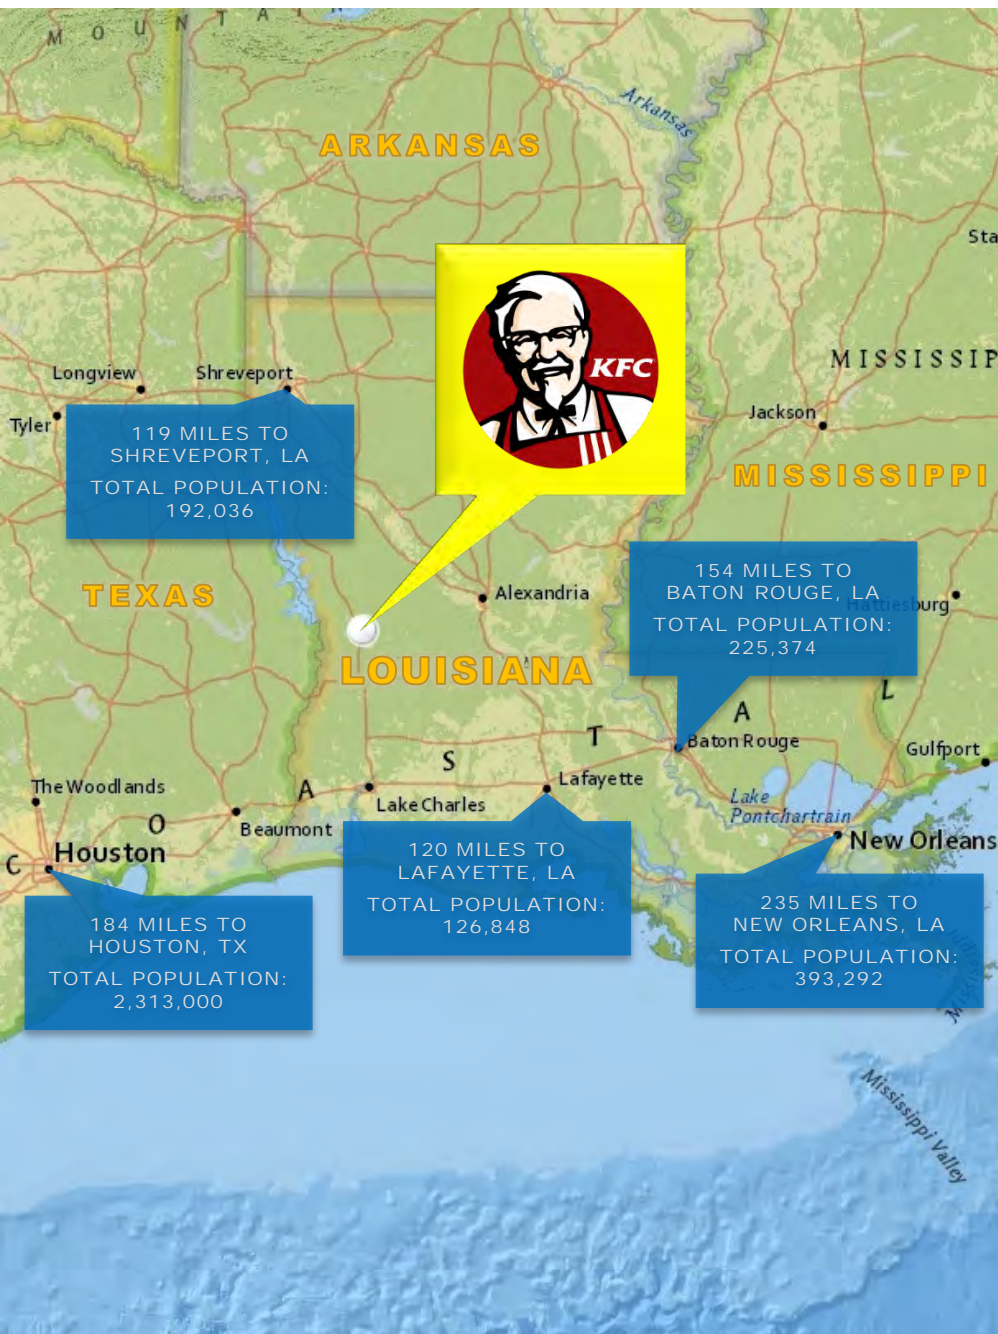 M O U N T A I N
Arkansas
ARKANSAS
Sta
KFC
MISSISSIP
Longview
Shreveport
Tyler
Jackson
119 MILES TO
SHREVEPORT, LA
TOTAL POPULATION:
192,036
MISSISSIPPI
TEXAS
Alexandria
154 MILES TO
BATON ROUGE, LA
TOTAL POPULATION:
225,374
Hattiesburg
LOUISIANA
C O A S T A L
Baton Rouge
Gulfport
The Woodlands
Lafayette
Lake Charles
Lake
Pontchartrain
Beaumont
Houston
New Orleans
120 MILES TO
LAFAYETTE, LA
TOTAL POPULATION:
126,848
184 MILES TO
HOUSTON, TX
TOTAL POPULATION:
2,313,000
235 MILES TO
NEW ORLEANS, LA
TOTAL POPULATION:
393,292
Mississippi Valley